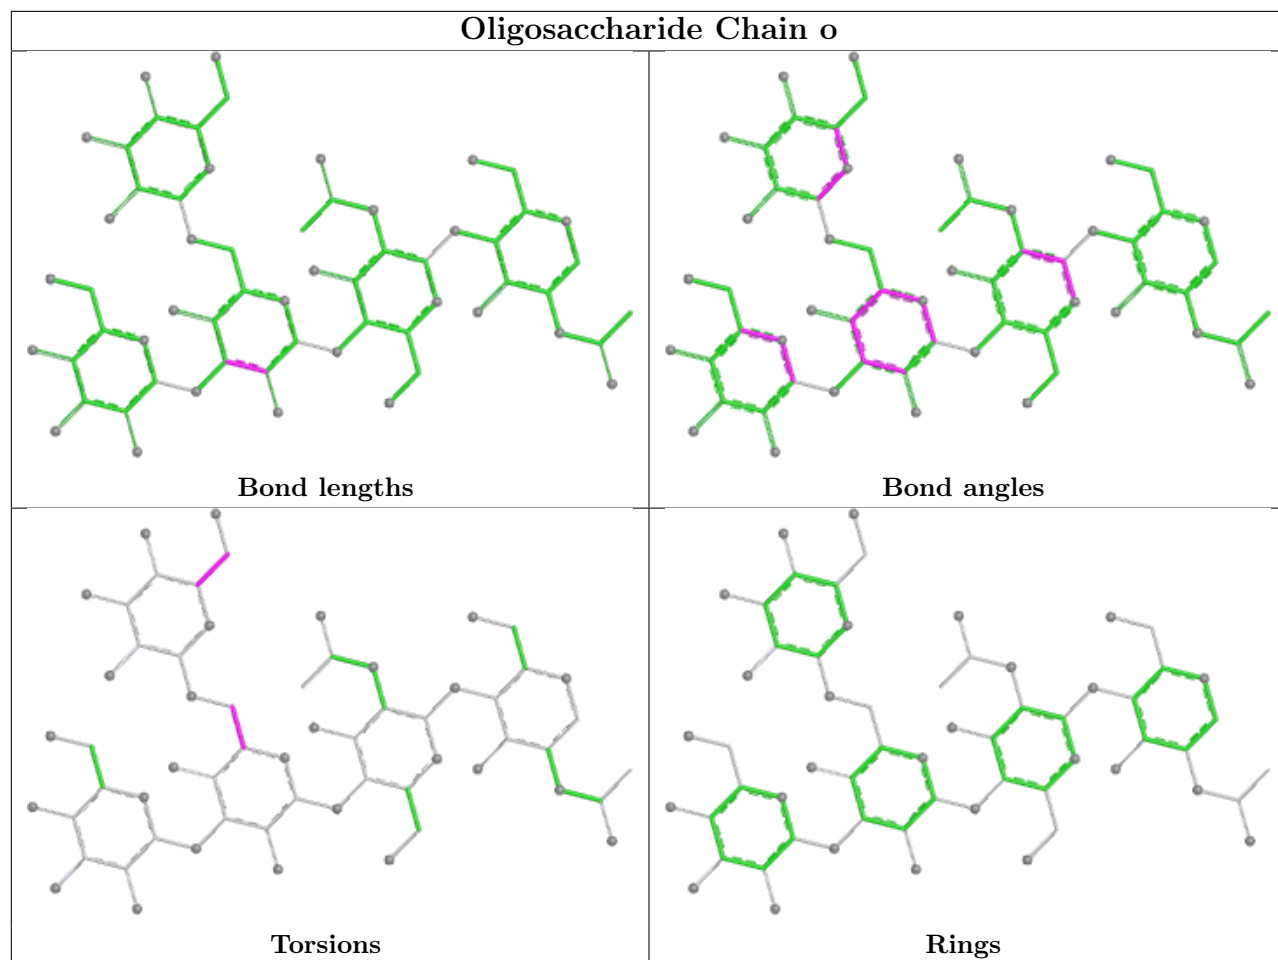 Oligosaccharide Chain o
Bond lengths
Bond angles
Torsions
Rings